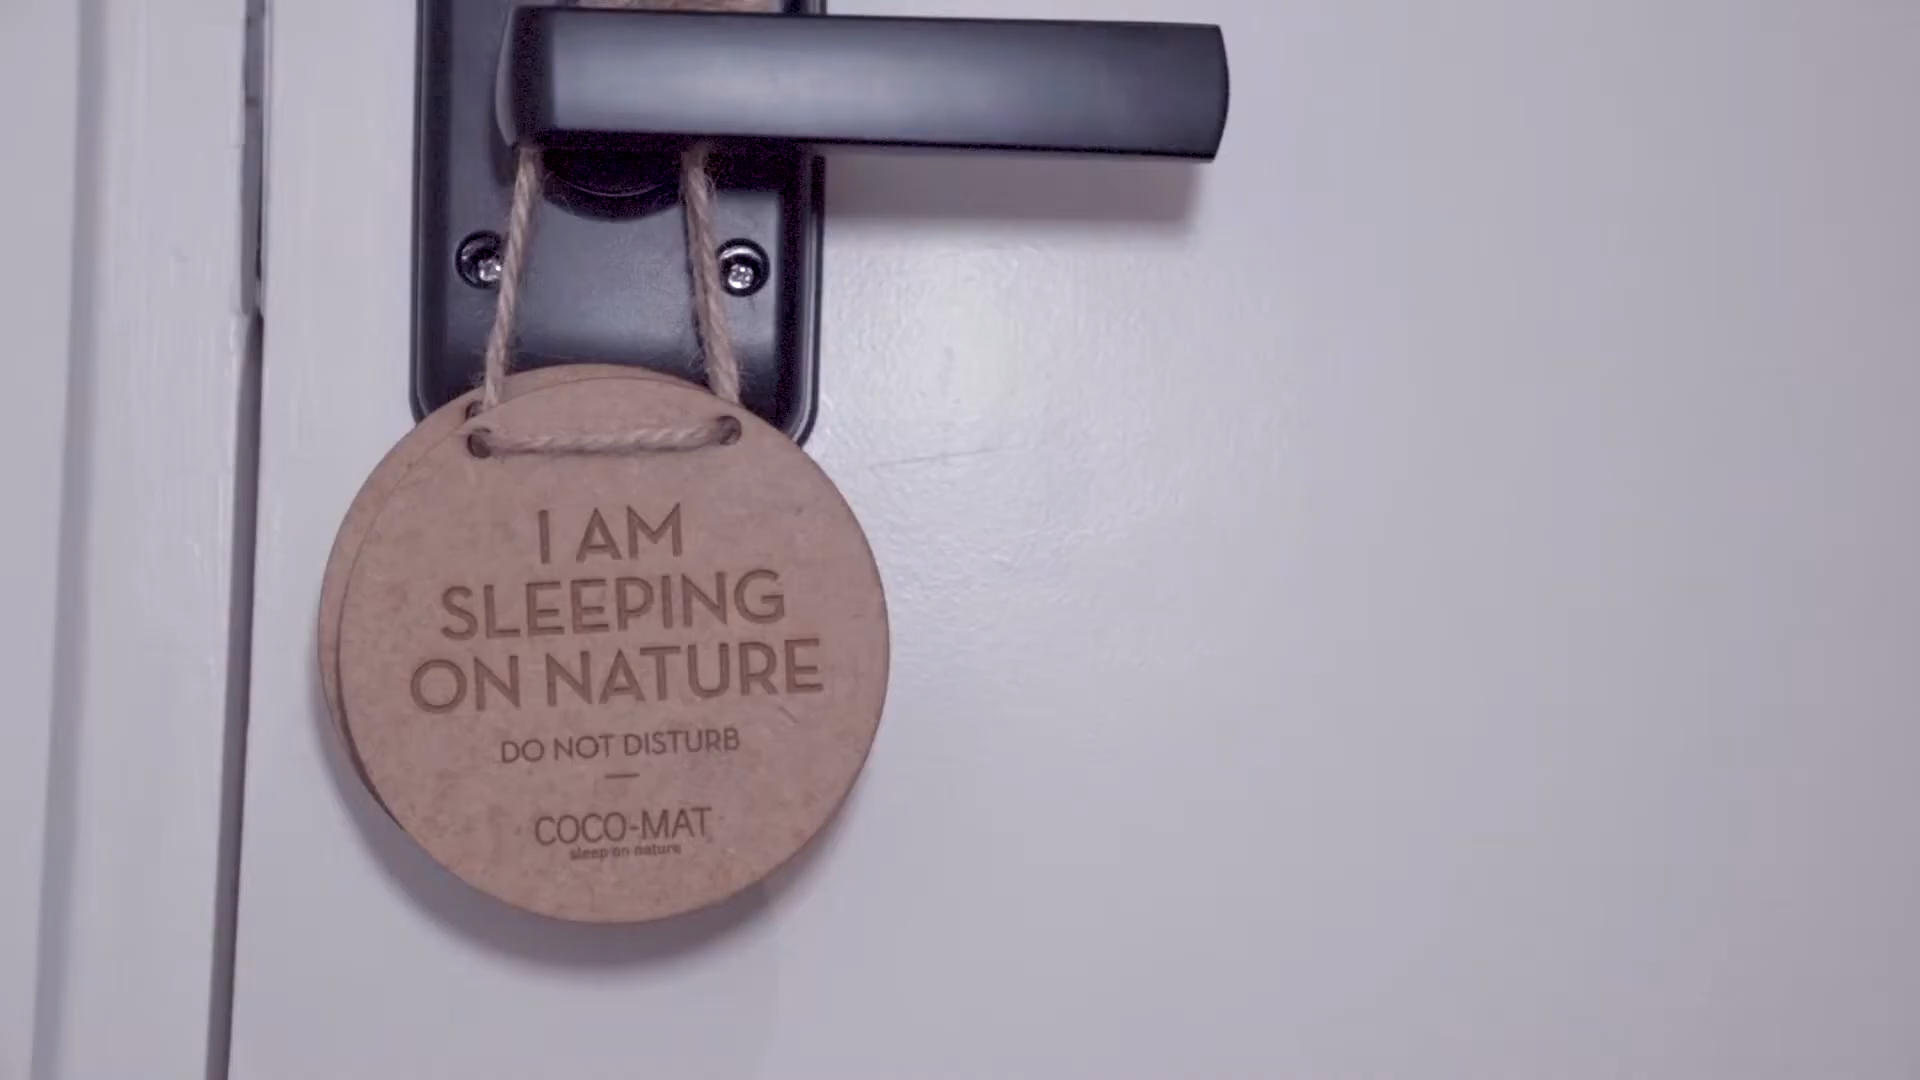 I AM
SLEEPING
ON NATURE
DO NOT DISTURB
COCO-MAT
sleep on nature